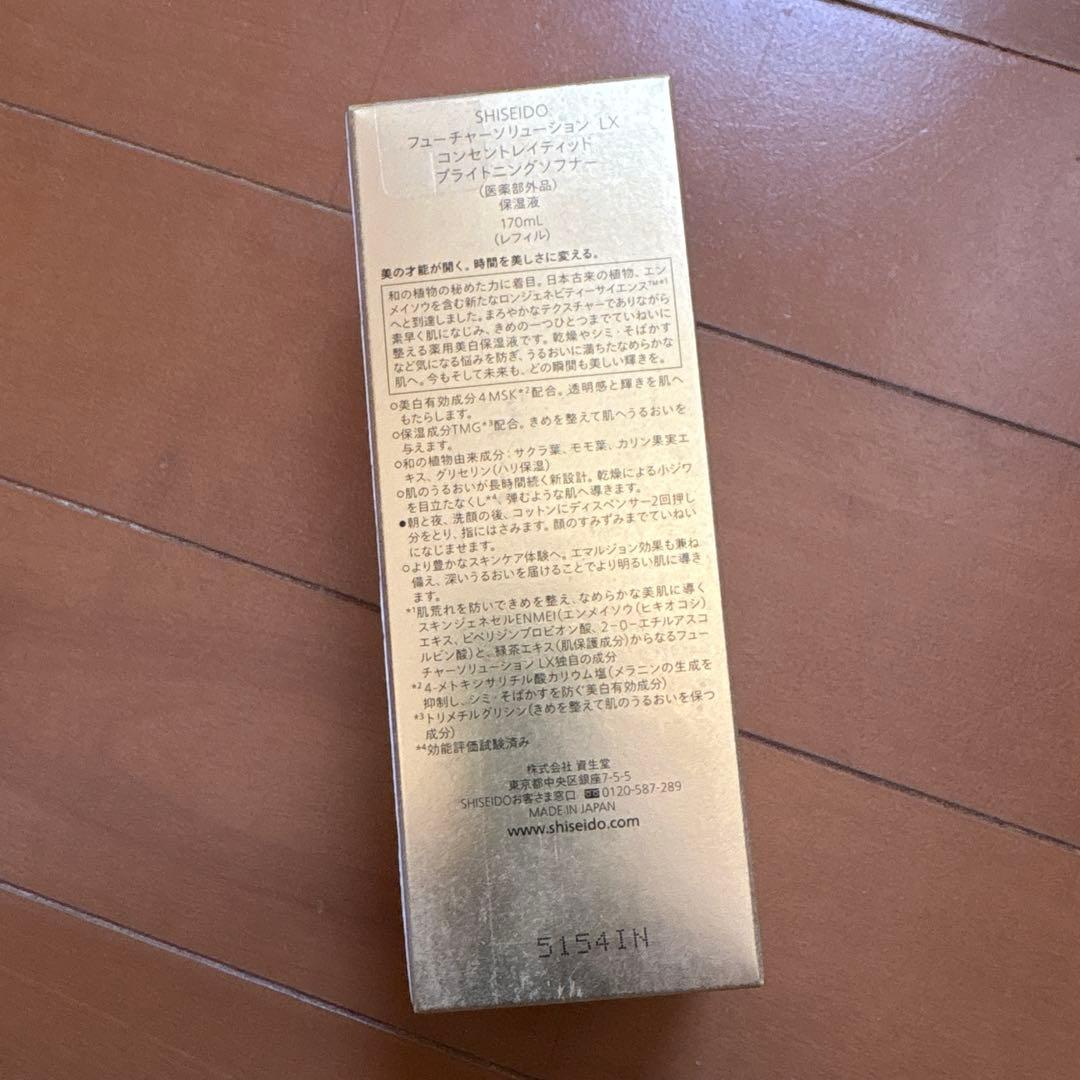 SHISEIDO
フューチャーソリューション LX
コンセントレイティッド
ブライトニングソフナー
(医薬部外品)
保湿液
170mL
(レフィル)
美の才能が開く。時間を美しさに変える。
和の植物の秘めた力に着目。日本古来の植物、エン
メイソウを含む新たなロンジェネビティーサイエンス™*1
へと到達しました。まろやかなテクスチャーでありながら
素早く肌になじみ、きめの一つひとつまでていねいに
整える薬用美白保湿液です。乾燥やシミ・そばかす
など気になる悩みを防ぎ、うるおいに満ちたなめらかな
肌へ。今もそして未来も、どの瞬間も美しい輝きを。
○美白有効成分4MSK*2配合。透明感と輝きを肌へ
もたらします。
○保湿成分TMG*3配合。きめを整えて肌へうるおいを
与えます。
○和の植物由来成分：サクラ葉、モモ葉、カリン果実エ
キス、グリセリン(ハリ保湿)
○肌のうるおいが長時間続く新設計。乾燥による小ジワ
を目立たなくし*4、弾むような肌へ導きます。
●朝と夜、洗顔の後、コットンにディスペンサー2回押し
分をとり、指にはさみます。顔のすみずみまでていねい
になじませます。
○より豊かなスキンケア体験へ。エマルジョン効果も兼ね
備え、深いうるおいを届けることでより明るい肌に導き
ます。
*1肌荒れを防いできめを整え、なめらかな美肌に導く
スキンジェネセルENMEI(エンメイソウ(ヒキオコシ)
エキス、ピペリジンプロピオン酸、2-O-エチルアスコ
ルビン酸)と、緑茶エキス(肌保護成分)からなるフュー
チャーソリューション LX独自の成分
*2 4-メトキシサリチル酸カリウム塩(メラニンの生成を
抑制し、シミ・そばかすを防ぐ美白有効成分)
*3トリメチルグリシン(きめを整えて肌のうるおいを保つ
成分)
*4効能評価試験済み
株式会社 資生堂
東京都中央区銀座7-5-5
SHISEIDOお客さま窓口 0120-587-289
MADE IN JAPAN
www.shiseido.com
5154IN